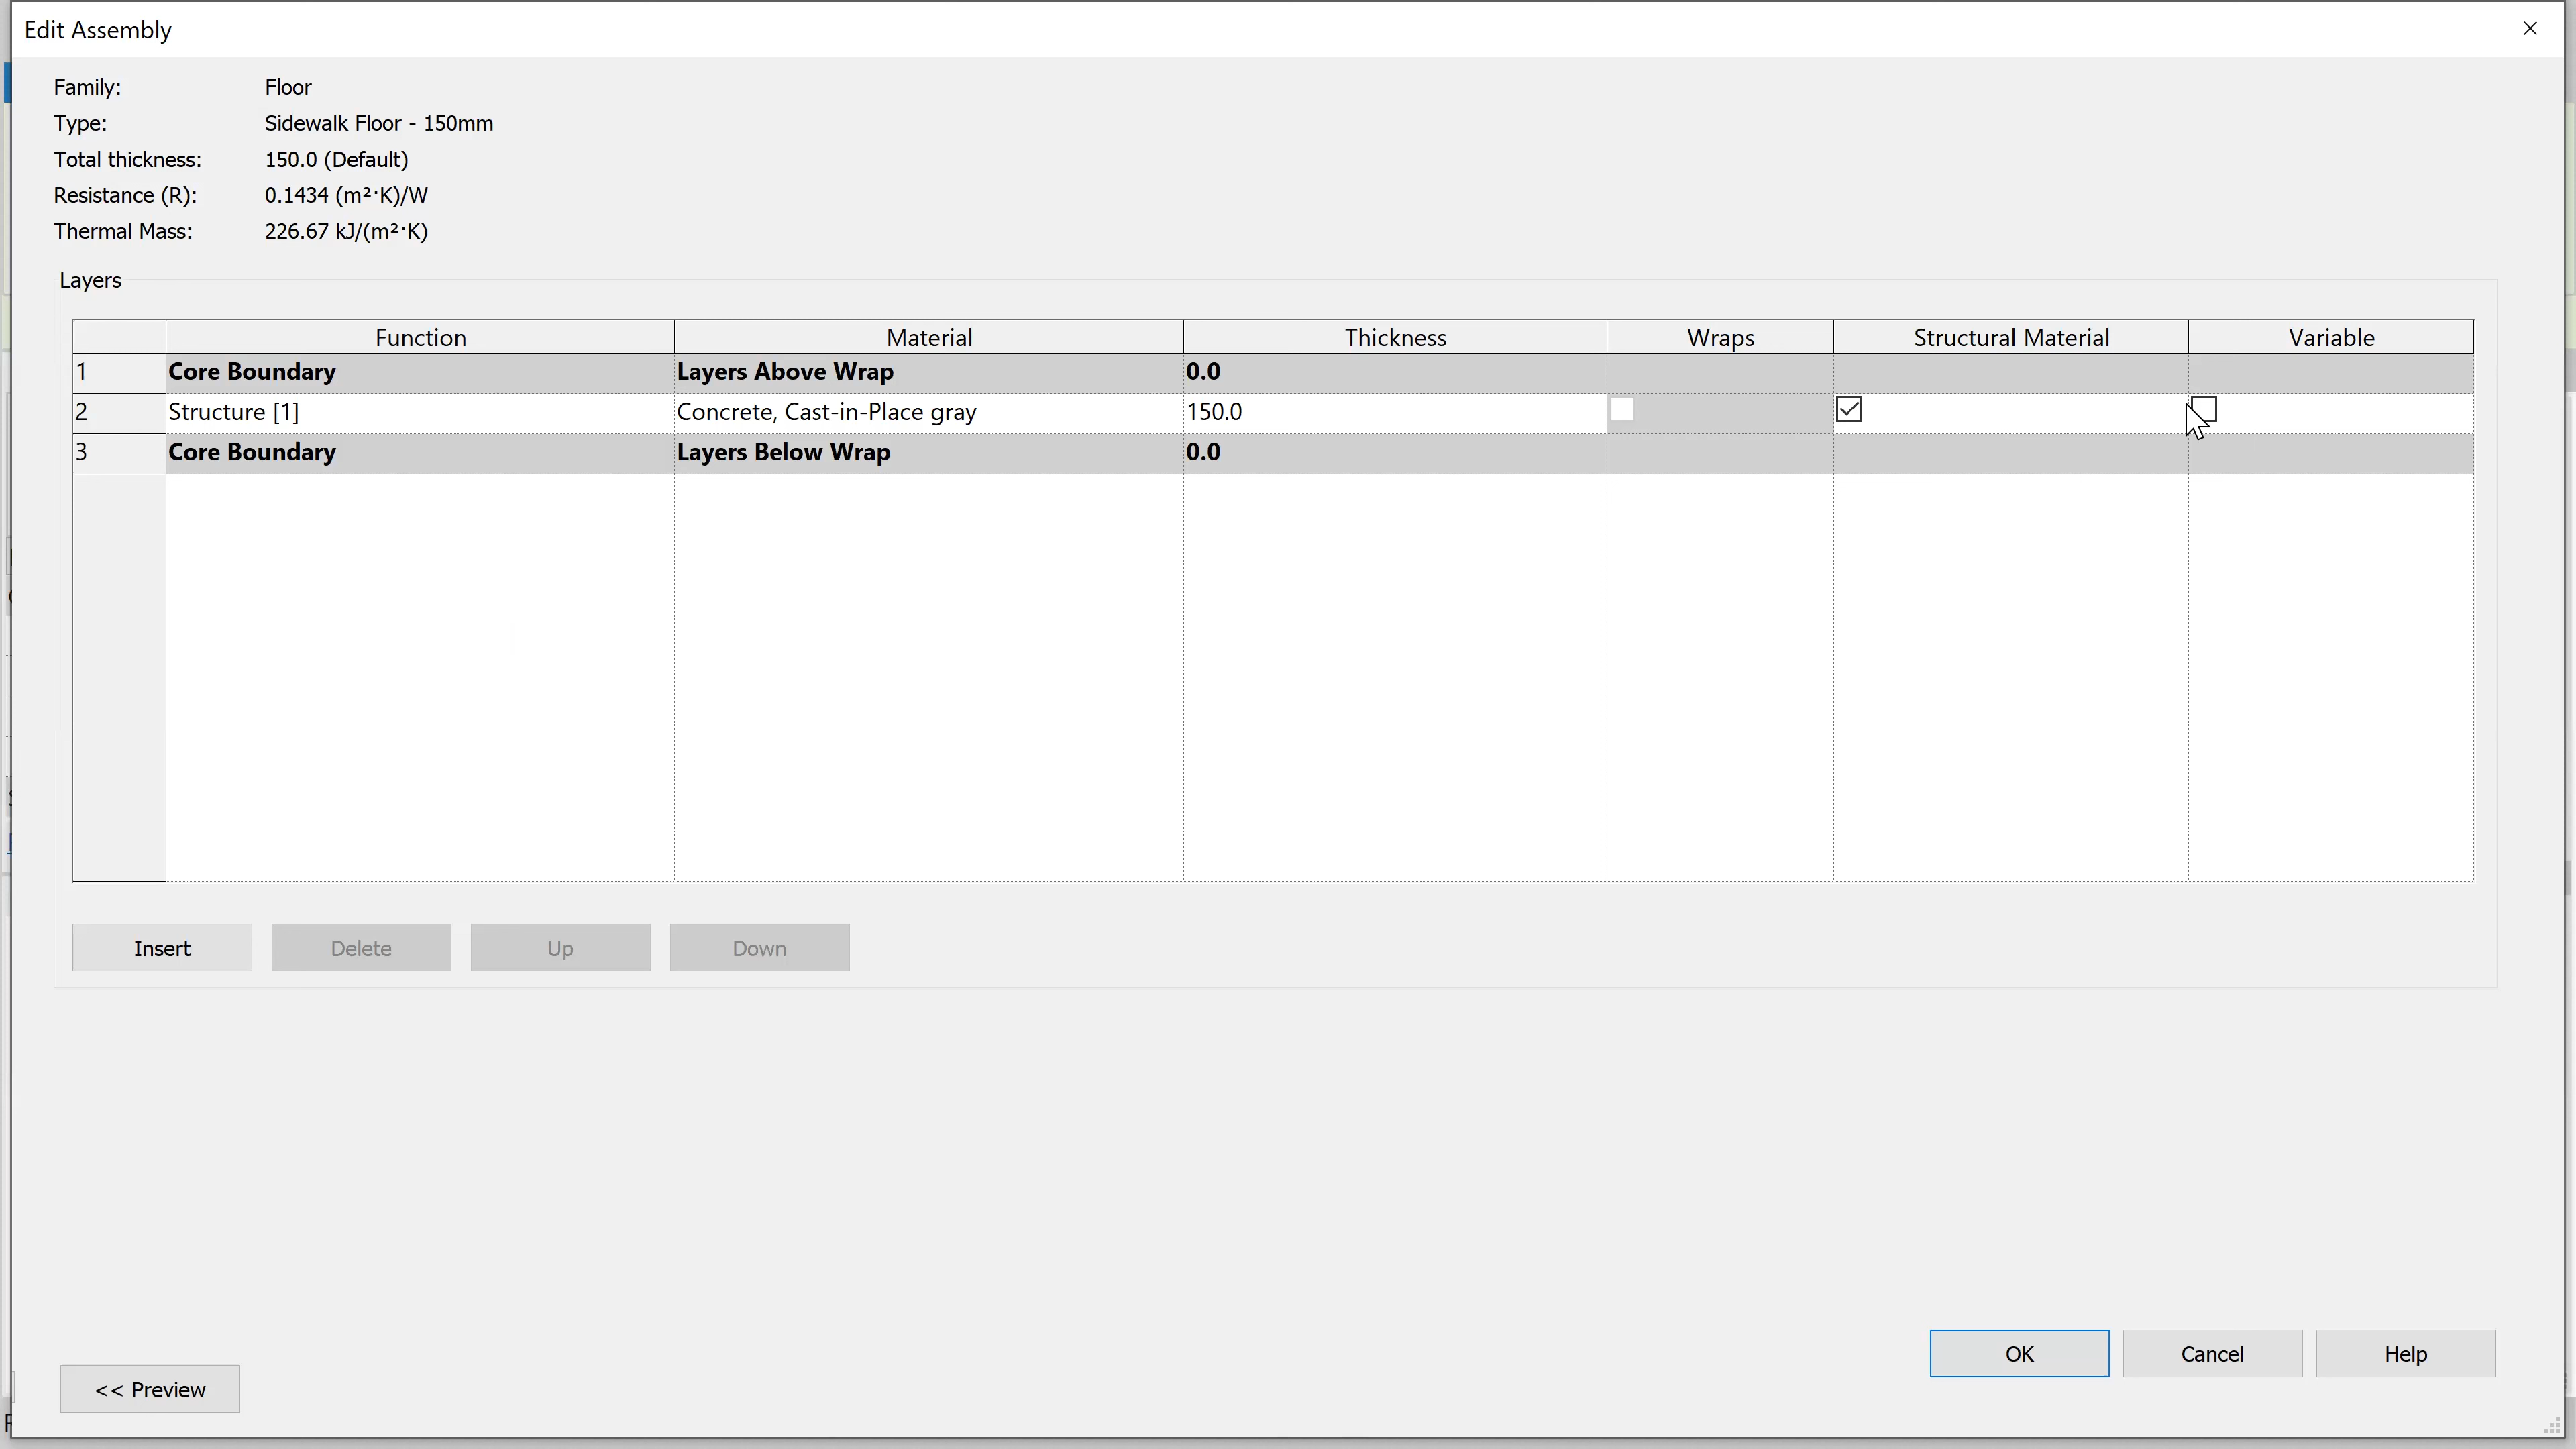 Edit Assembly
Family: Floor
Type: Sidewalk Floor - 150mm
Total thickness: 150.0 (Default)
Resistance (R): 0.1434 (m²·K)/W
Thermal Mass: 226.67 kJ/(m²·K)
Layers
Function Material Thickness Wraps Structural Material Variable
1 Core Boundary Layers Above Wrap 0.0
2 Structure [1] Concrete, Cast-in-Place gray 150.0
3 Core Boundary Layers Below Wrap 0.0
Insert Delete Up Down
OK Cancel Help
<< Preview